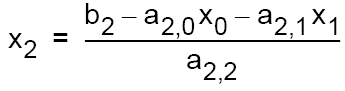 x₂ = (b₂ − a₂,₀x₀ − a₂,₁x₁) / a₂,₂